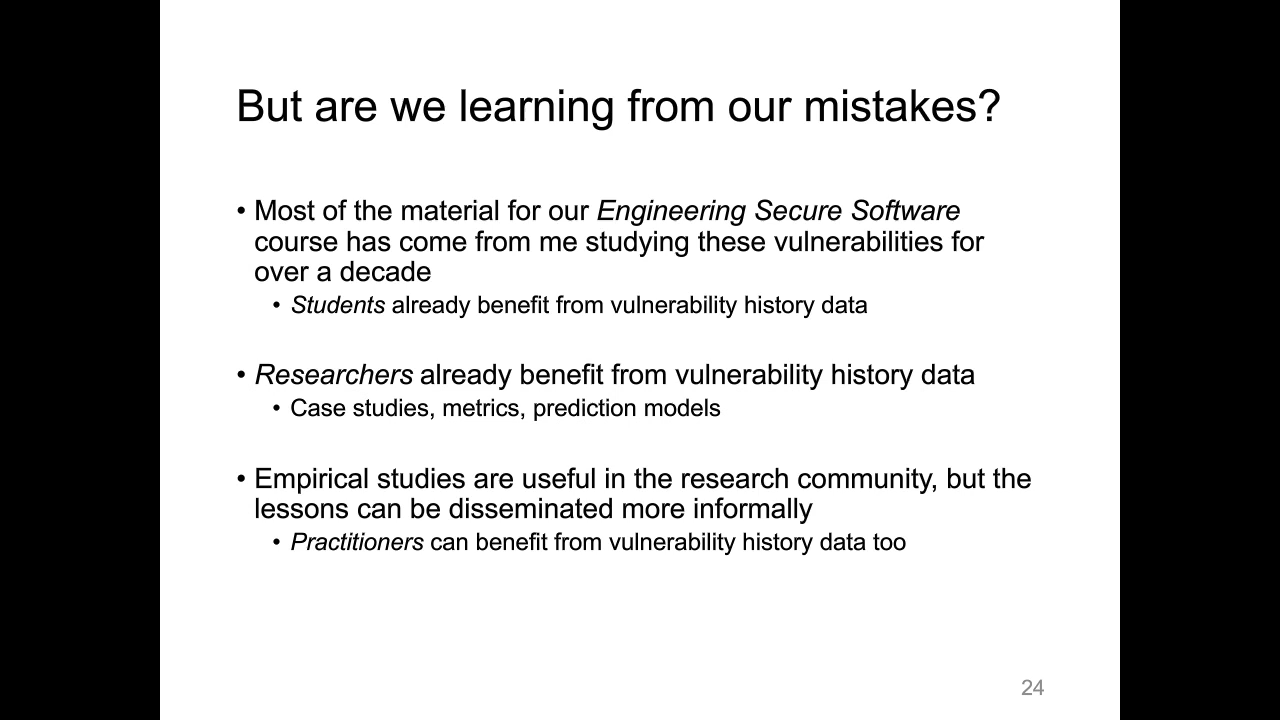 But are we learning from our mistakes?
• Most of the material for our Engineering Secure Software
course has come from me studying these vulnerabilities for
over a decade
• Students already benefit from vulnerability history data
• Researchers already benefit from vulnerability history data
• Case studies, metrics, prediction models
• Empirical studies are useful in the research community, but the
lessons can be disseminated more informally
• Practitioners can benefit from vulnerability history data too
24